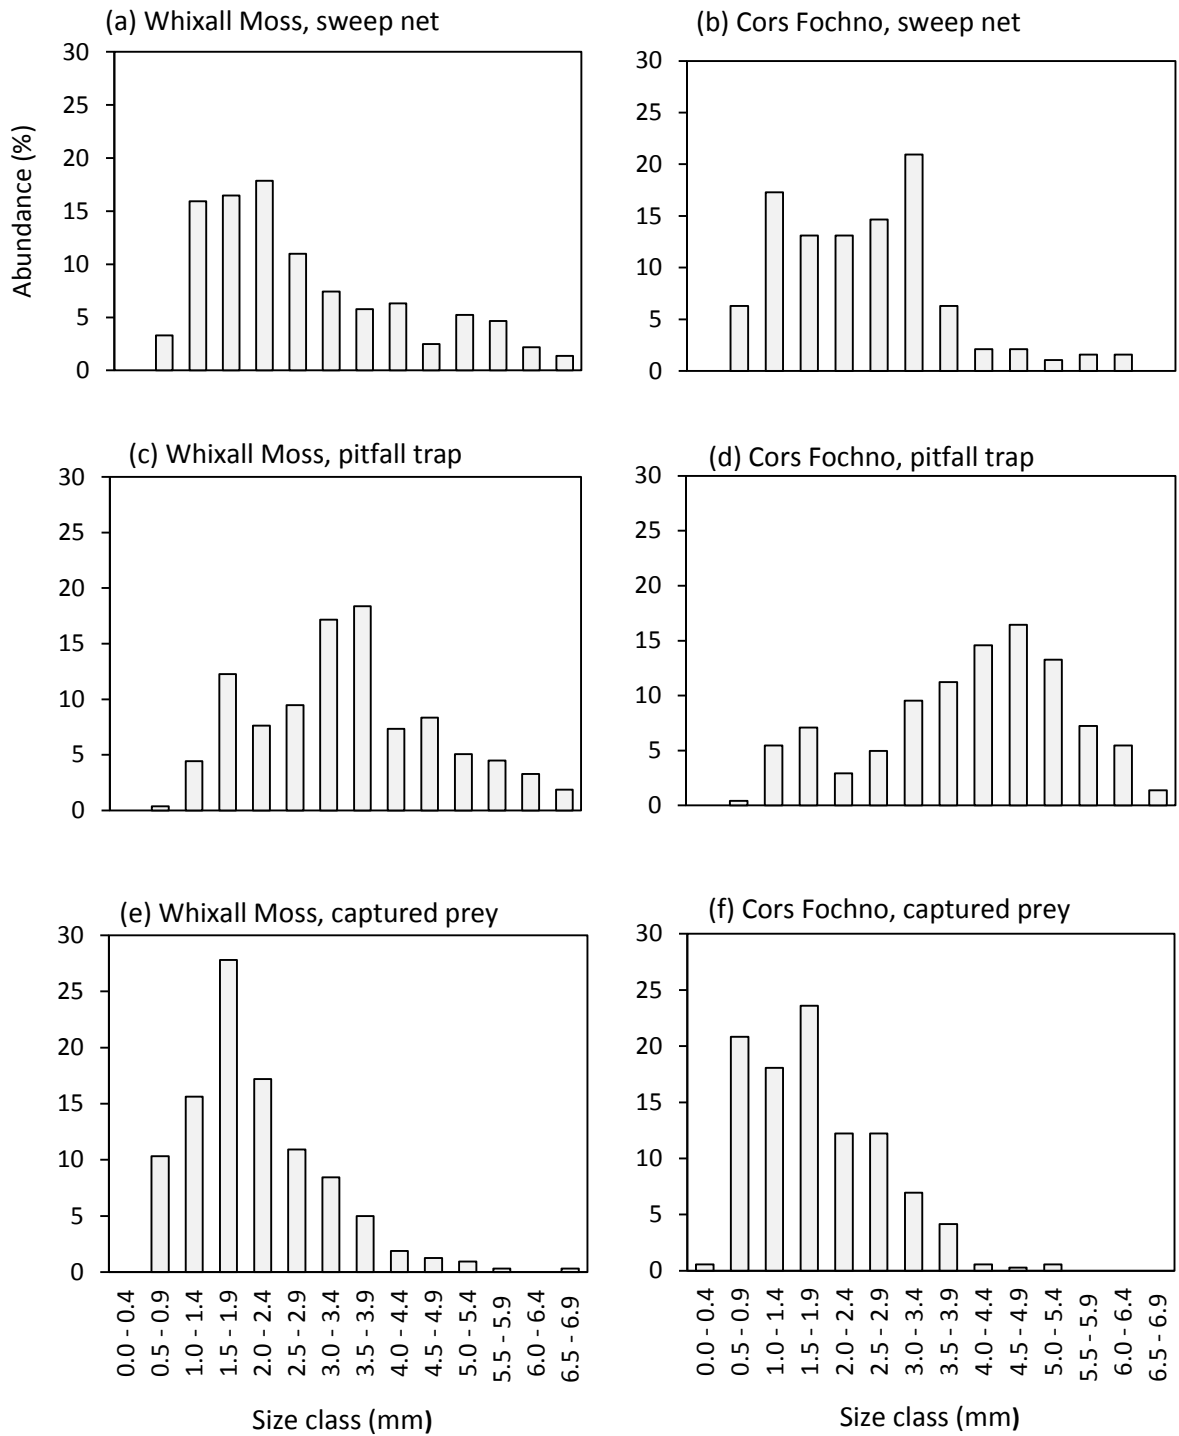 (a) Whixall Moss, sweep net
(b) Cors Fochno, sweep net
Abundance (%)
30
25
20
15
10
5
0
30
25
20
15
10
5
0
(c) Whixall Moss, pitfall trap
(d) Cors Fochno, pitfall trap
30
25
20
15
10
5
0
30
25
20
15
10
5
0
(e) Whixall Moss, captured prey
(f) Cors Fochno, captured prey
30
25
20
15
10
5
0
30
25
20
15
10
5
0
0.0 - 0.4
0.5 - 0.9
1.0 - 1.4
1.5 - 1.9
2.0 - 2.4
2.5 - 2.9
3.0 - 3.4
3.5 - 3.9
4.0 - 4.4
4.5 - 4.9
5.0 - 5.4
5.5 - 5.9
6.0 - 6.4
6.5 - 6.9
0.0 - 0.4
0.5 - 0.9
1.0 - 1.4
1.5 - 1.9
2.0 - 2.4
2.5 - 2.9
3.0 - 3.4
3.5 - 3.9
4.0 - 4.4
4.5 - 4.9
5.0 - 5.4
5.5 - 5.9
6.0 - 6.4
6.5 - 6.9
Size class (mm)
Size class (mm)